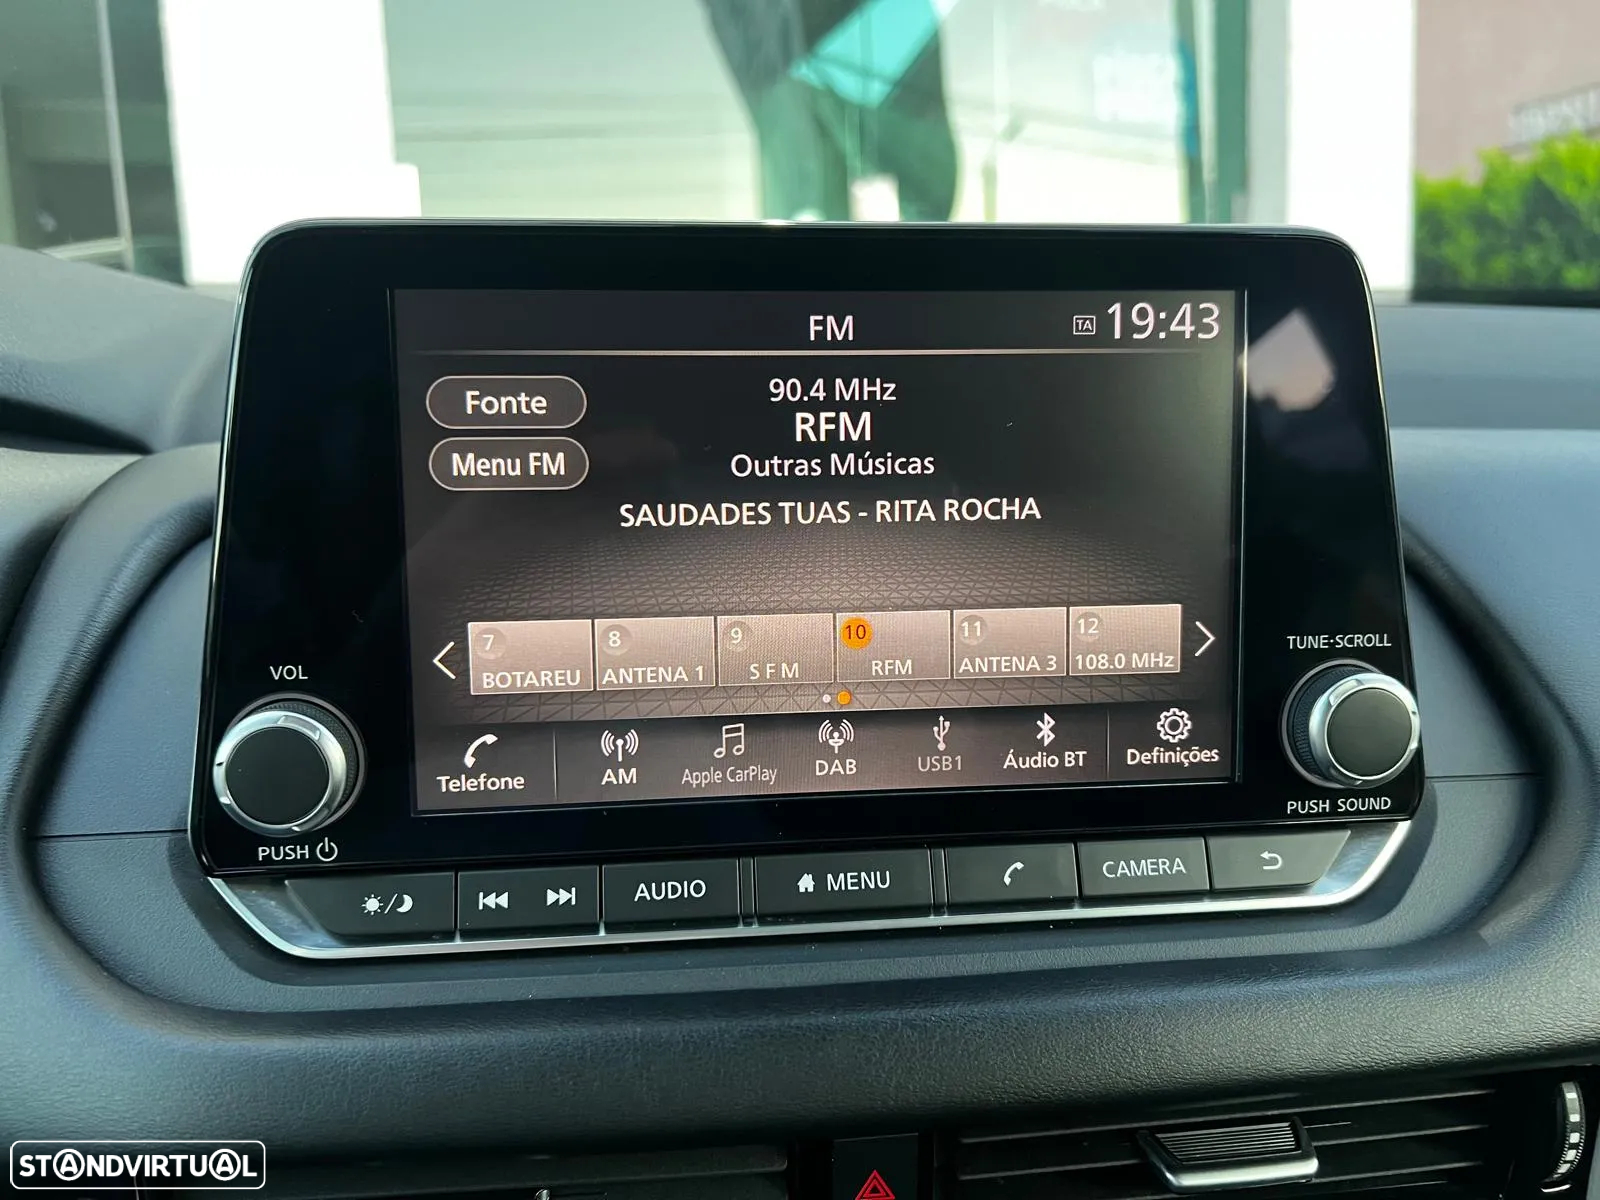 FM
TA 19:43
Fonte
90.4 MHz
RFM
Menu FM
Outras Músicas
SAUDADES TUAS - RITA ROCHA
7 BOTAREU
8 ANTENA 1
9 S F M
10 RFM
11 ANTENA 3
12 108.0 MHz
Telefone
AM
Apple CarPlay
DAB
USB1
Áudio BT
Definições
VOL
PUSH
TUNE·SCROLL
PUSH SOUND
AUDIO
MENU
CAMERA
STANDVIRTUAL